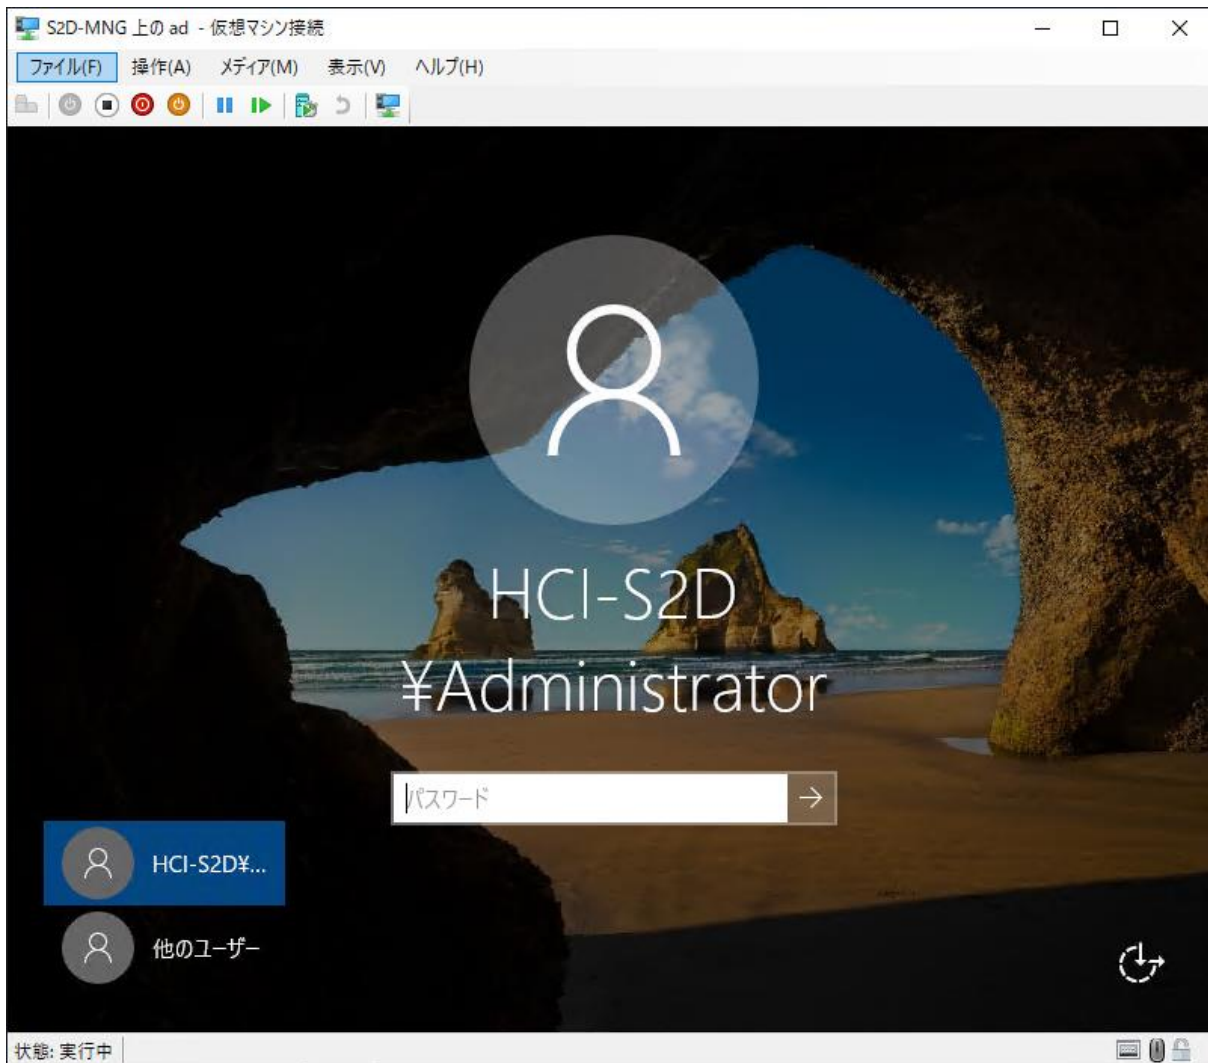 S2D-MNG 上の ad - 仮想マシン接続
ファイル(F) 操作(A) メディア(M) 表示(V) ヘルプ(H)
HCI-S2D
¥Administrator
パスワード
HCI-S2D¥...
他のユーザー
状態: 実行中